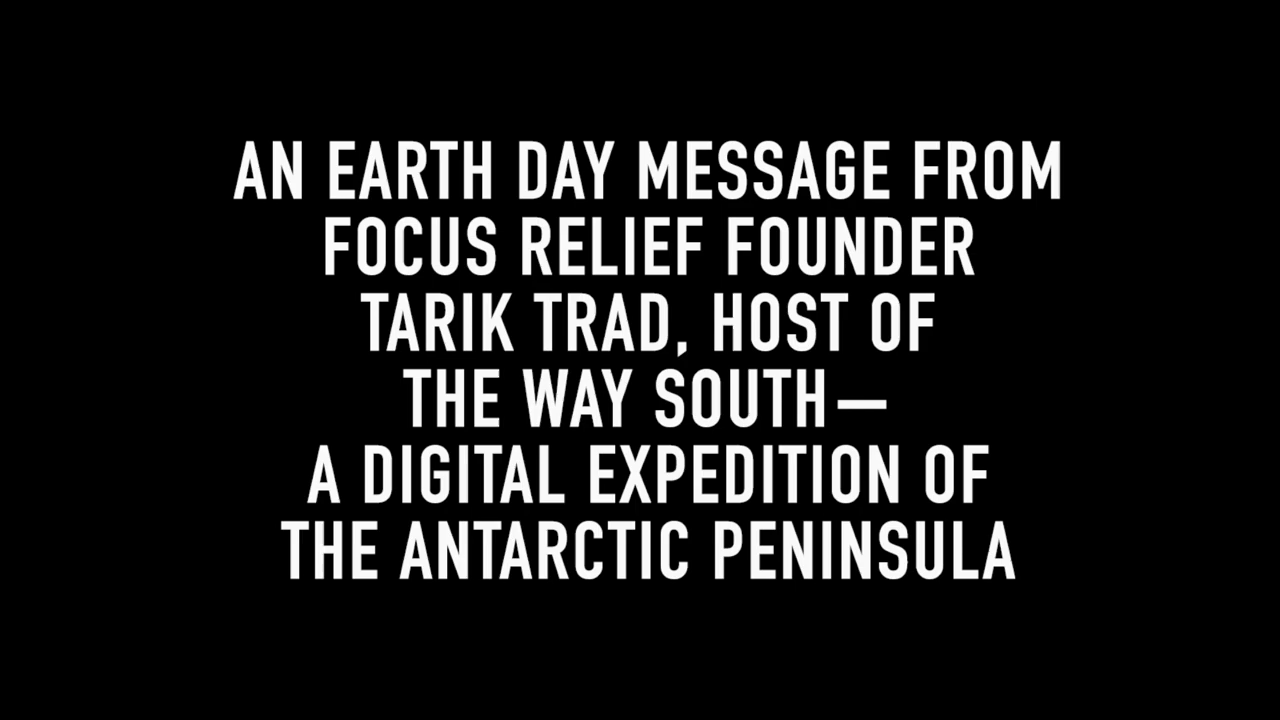 AN EARTH DAY MESSAGE FROM
FOCUS RELIEF FOUNDER
TARIK TRAD, HOST OF
THE WAY SOUTH—
A DIGITAL EXPEDITION OF
THE ANTARCTIC PENINSULA